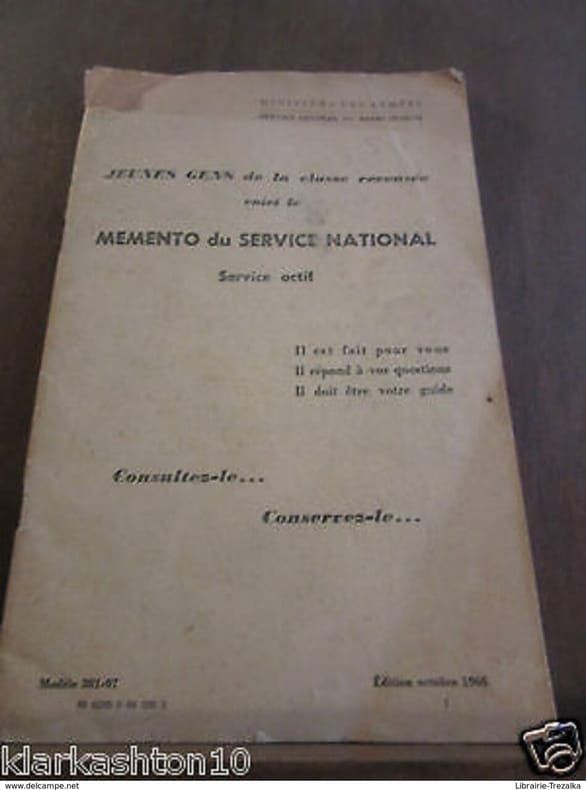 MINISTÈRE DES ARMÉES
JEUNES GENS de la classe recensée
voici le
MEMENTO du SERVICE NATIONAL
Service actif
Il est fait pour vous
Il répond à vos questions
Il doit être votre guide
Consultez-le...
Conservez-le...
Modèle 381-07
Édition octobre 1966
klarkashton10
www.delcampe.net
Librairie-Trezalka